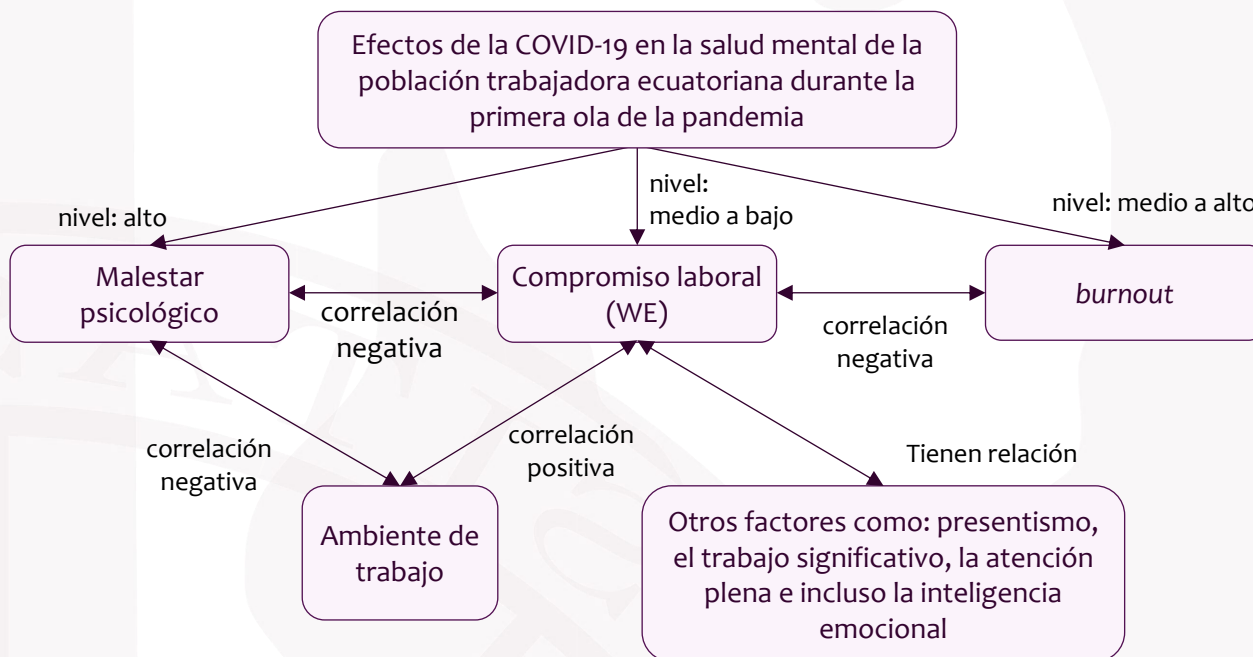 Efectos de la COVID-19 en la salud mental de la
población trabajadora ecuatoriana durante la
primera ola de la pandemia
nivel: alto
nivel:
medio a bajo
nivel: medio a alto
Malestar
psicológico
correlación
negativa
Compromiso laboral
(WE)
correlación
negativa
burnout
correlación
negativa
correlación
positiva
Tienen relación
Ambiente de
trabajo
Otros factores como: presentismo,
el trabajo significativo, la atención
plena e incluso la inteligencia
emocional